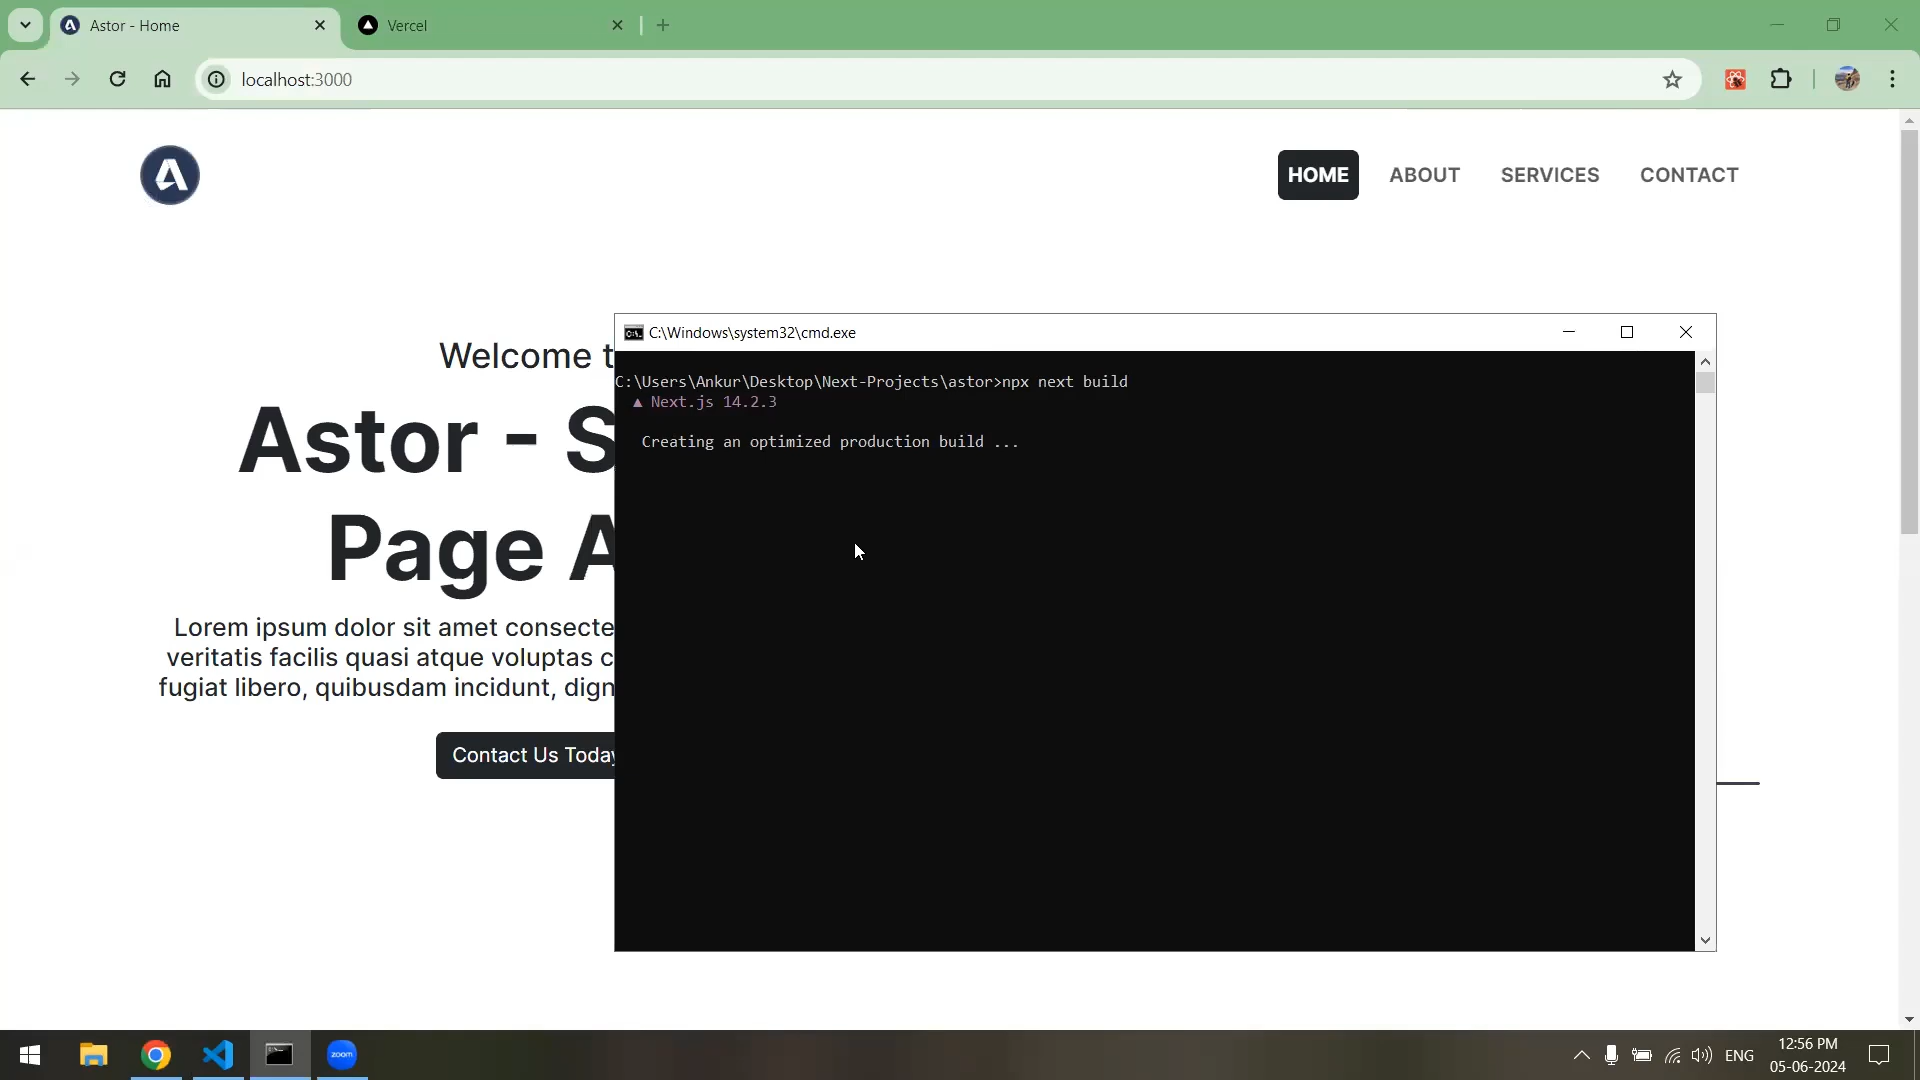 Astor - Home
Vercel
localhost:3000
HOME
ABOUT
SERVICES
CONTACT
Welcome t
Astor - S
Page A
Lorem ipsum dolor sit amet consecte
veritatis facilis quasi atque voluptas c
fugiat libero, quibusdam incidunt, dign
Contact Us Today
C:\Windows\system32\cmd.exe
C:\Users\Ankur\Desktop\Next-Projects\astor>npx next build
▲ Next.js 14.2.3
Creating an optimized production build ...
zoom
ENG
12:56 PM
05-06-2024